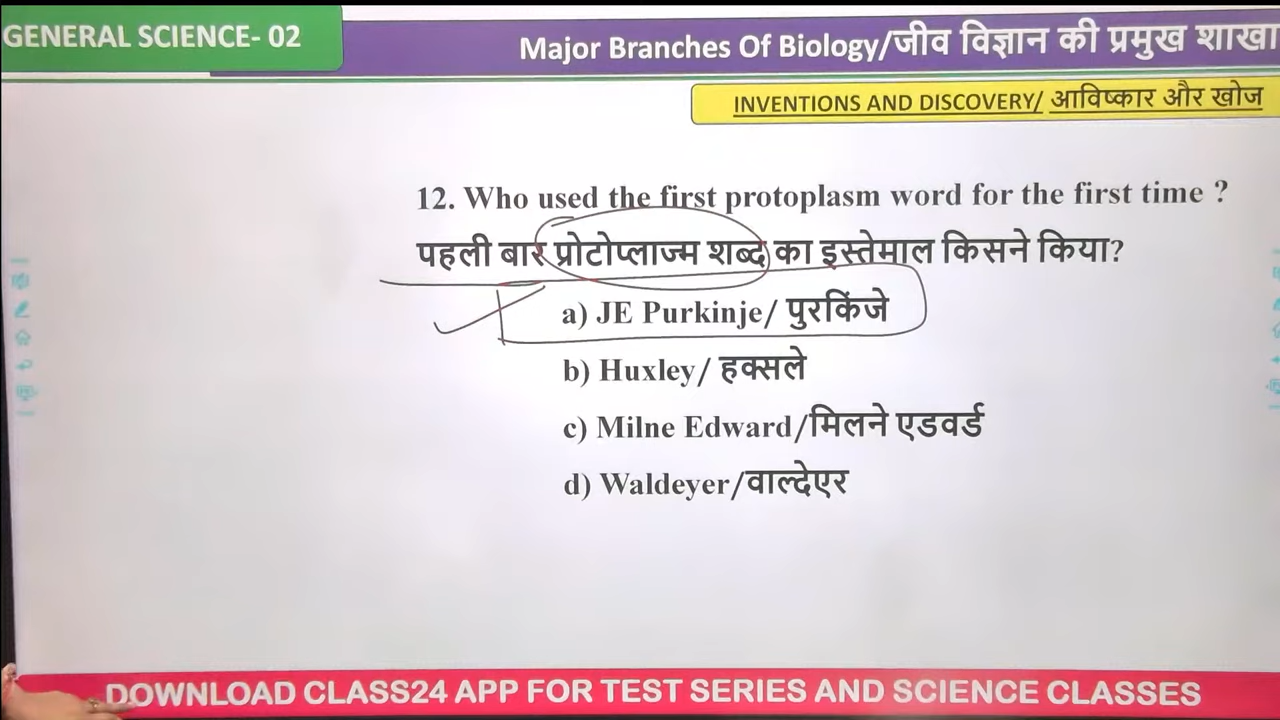 GENERAL SCIENCE- 02
Major Branches Of Biology/जीव विज्ञान की प्रमुख शाखा
INVENTIONS AND DISCOVERY/ आविष्कार और खोज
12. Who used the first protoplasm word for the first time ?
पहली बार प्रोटोप्लाज्म शब्द का इस्तेमाल किसने किया?
a) JE Purkinje/ पुरकिंजे
b) Huxley/ हक्सले
c) Milne Edward/मिलने एडवर्ड
d) Waldeyer/वाल्देएर
DOWNLOAD CLASS24 APP FOR TEST SERIES AND SCIENCE CLASSES